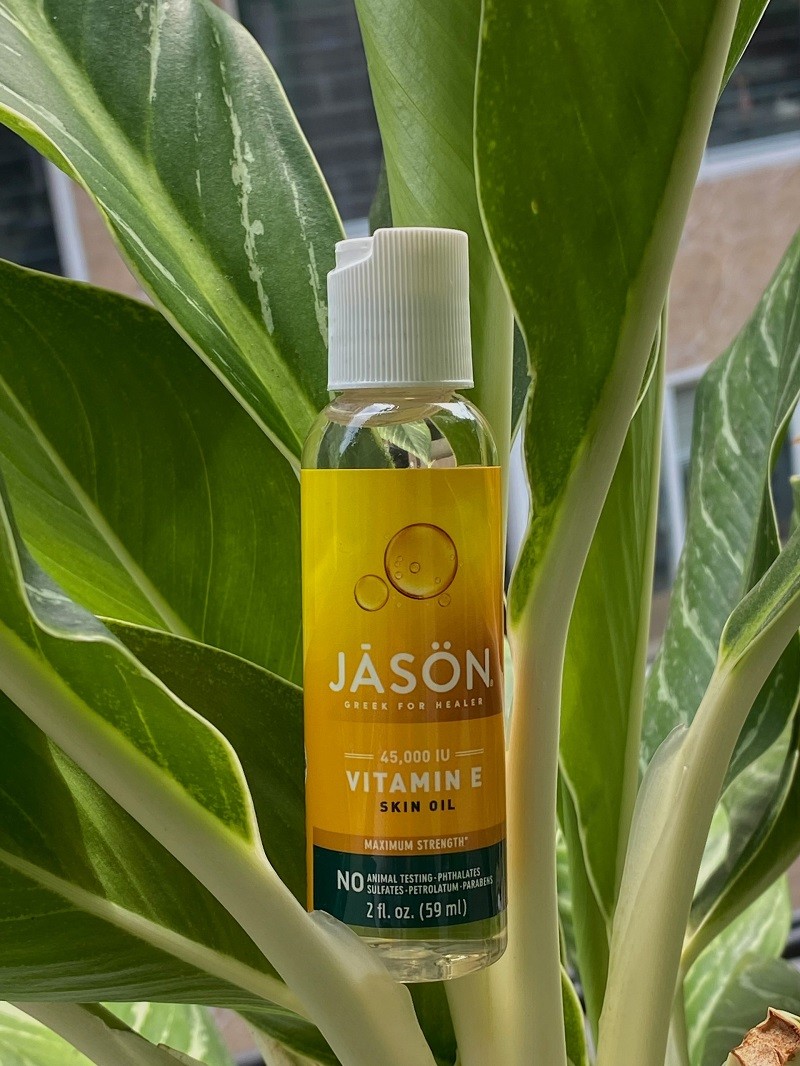 JĀSÖN®
GREEK FOR HEALER
45,000 IU
VITAMIN E
SKIN OIL
MAXIMUM STRENGTH*
NO ANIMAL TESTING • PHTHALATES
SULFATES • PETROLATUM • PARABENS
2 fl. oz. (59 ml)